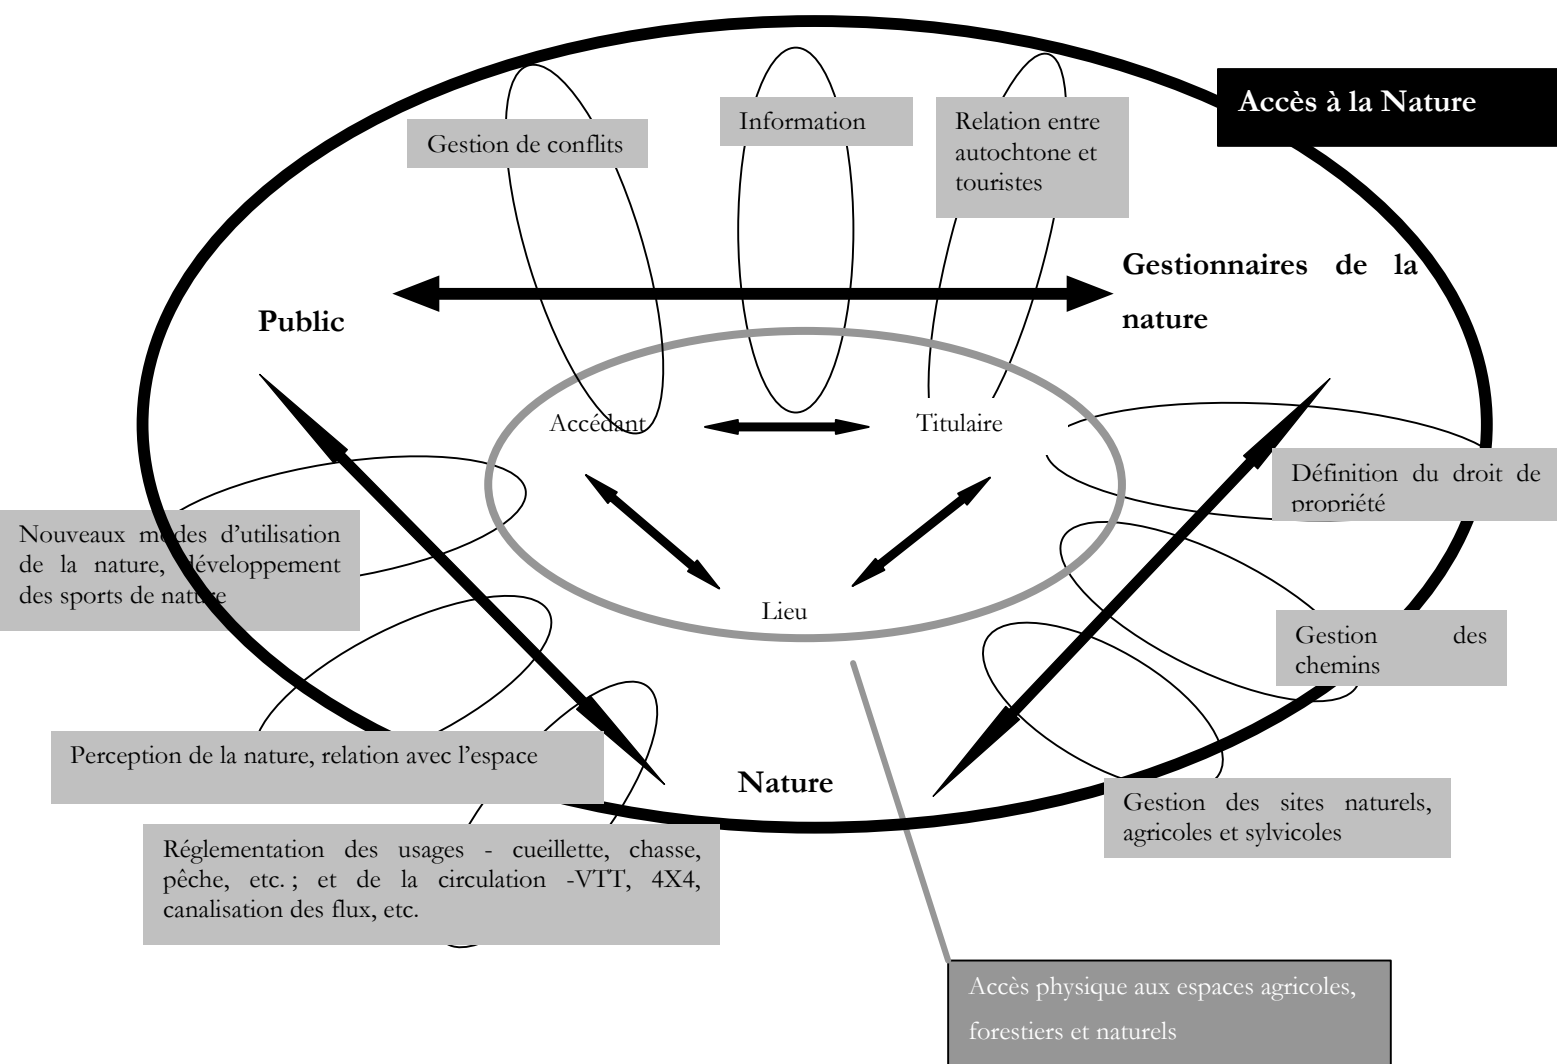 Accès à la Nature
Gestion de conflits
Information
Relation entre
autochtone et
touristes
Public
Gestionnaires de la
nature
Accédant
Titulaire
Lieu
Nouveaux modes d’utilisation
de la nature, développement
des sports de nature
Définition du droit de
propriété
Gestion des
chemins
Perception de la nature, relation avec l’espace
Nature
Gestion des sites naturels,
agricoles et sylvicoles
Réglementation des usages - cueillette, chasse,
pêche, etc. ; et de la circulation -VTT, 4X4,
canalisation des flux, etc.
Accès physique aux espaces agricoles,
forestiers et naturels